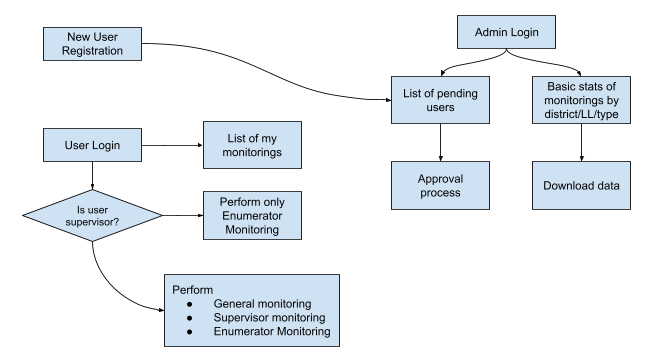 New User
Registration
Admin Login
List of pending
users
Basic stats of
monitorings by
district/LL/type
User Login
List of my
monitorings
Approval
process
Download data
Is user
supervisor?
Perform only
Enumerator
Monitoring
Perform
● General monitoring
● Supervisor monitoring
● Enumerator Monitoring